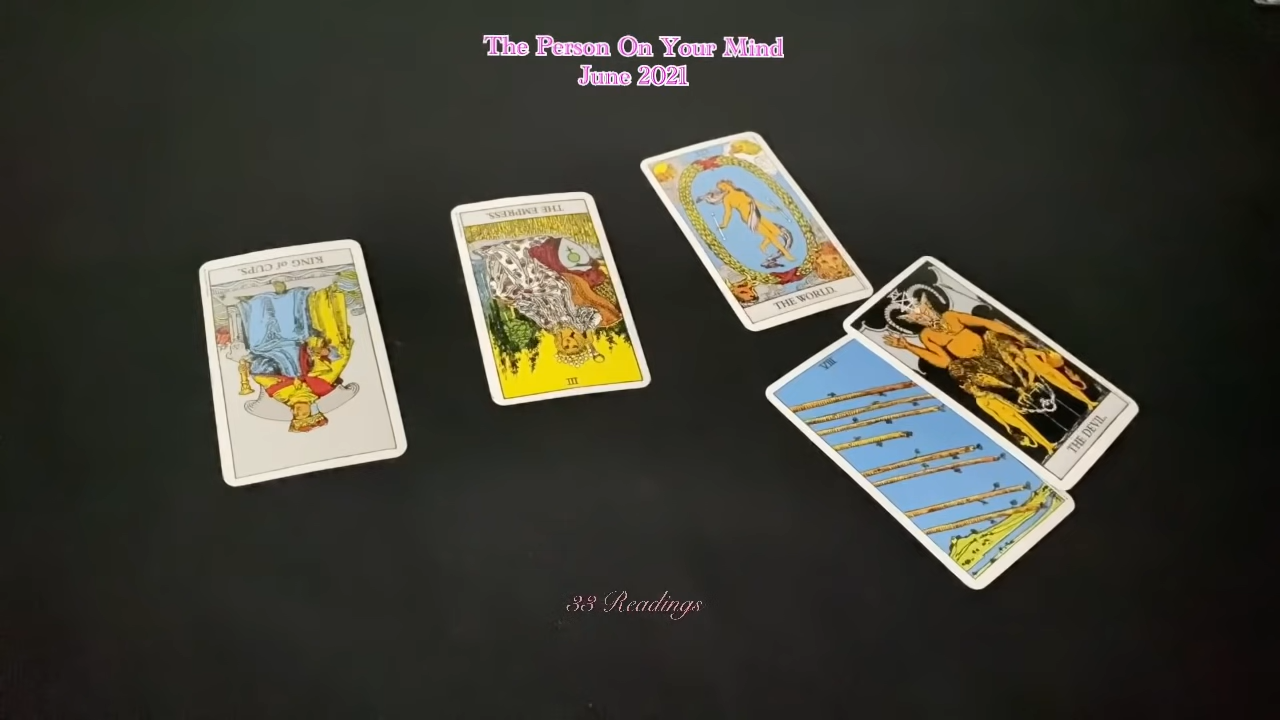 The Person On Your Mind
June 2021
THE WORLD.
THE EMPRESS.
KING of CUPS.
III
VIII
THE DEVIL.
33 Readings